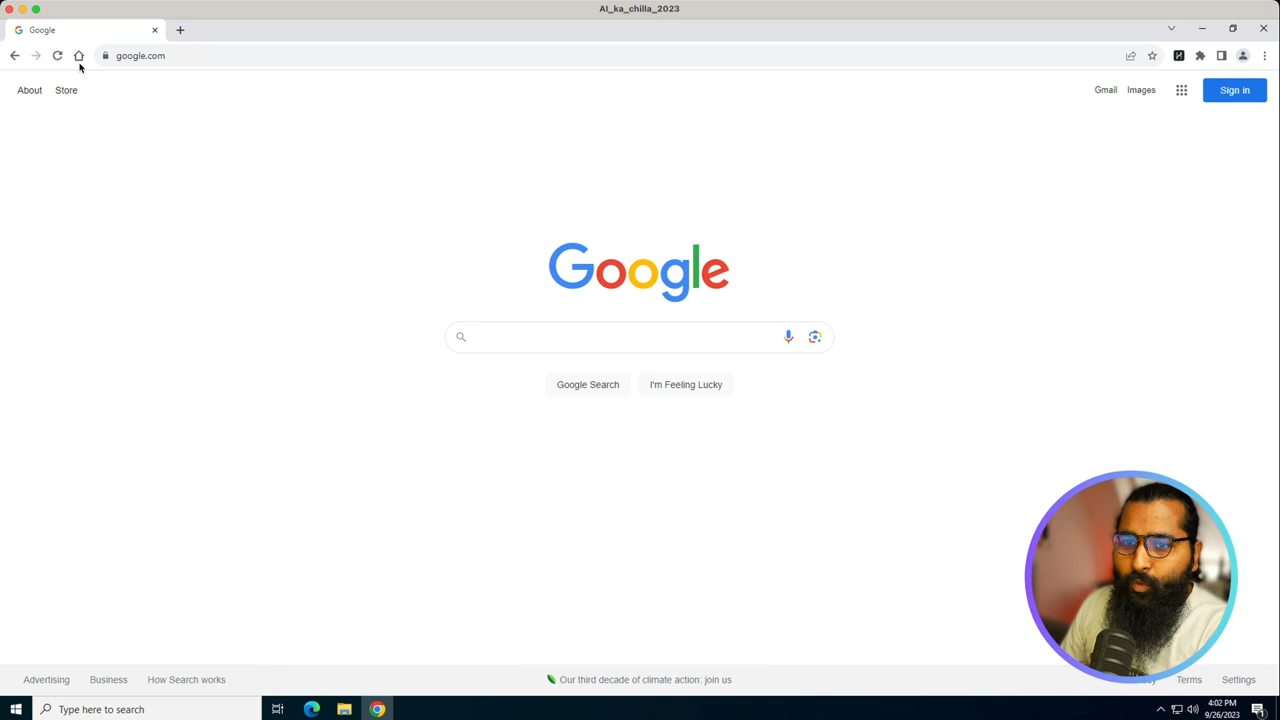 AI_ka_chilla_2023
Google
google.com
About
Store
Gmail
Images
Sign in
Google
Google Search
I'm Feeling Lucky
Advertising
Business
How Search works
Our third decade of climate action: join us
Terms
Settings
Type here to search
4:02 PM
9/26/2023
1